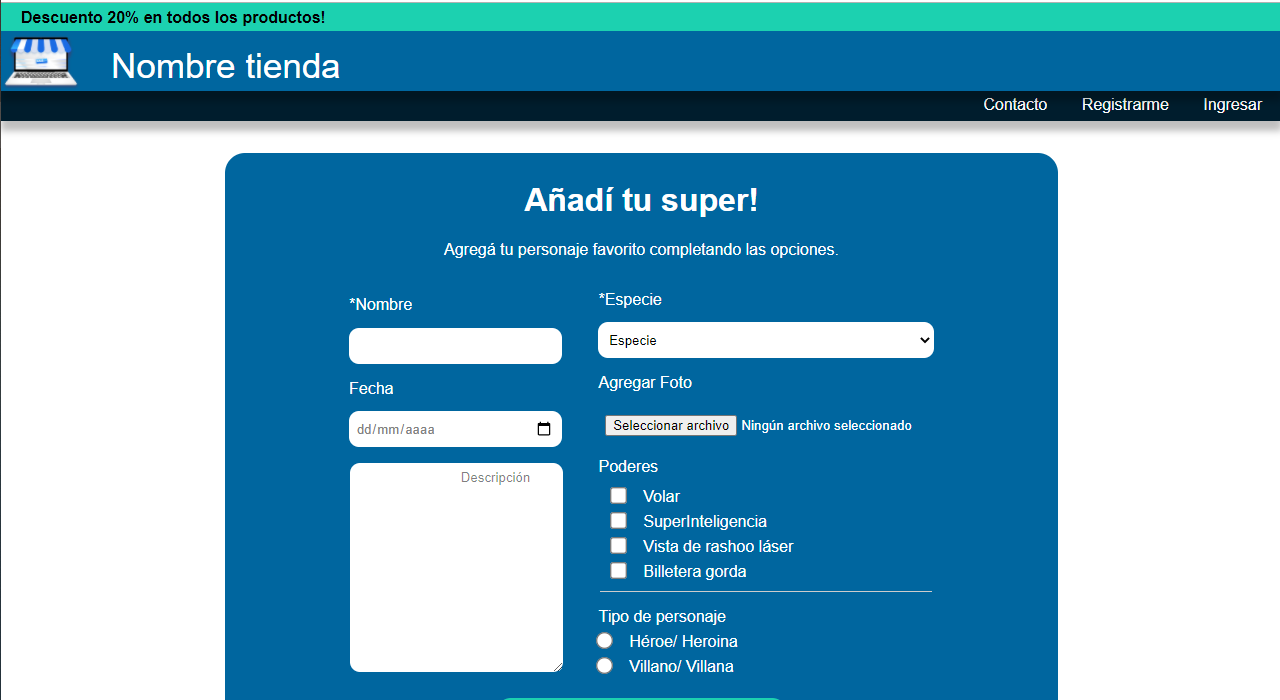 Descuento 20% en todos los productos!
Nombre tienda
Contacto Registrarme Ingresar
Añadí tu super!
Agregá tu personaje favorito completando las opciones.
*Nombre
Fecha
dd/mm/aaaa
Descripción
*Especie
Especie
Agregar Foto
Seleccionar archivo Ningún archivo seleccionado
Poderes
Volar
SuperInteligencia
Vista de rashoo láser
Billetera gorda
Tipo de personaje
Héroe/ Heroina
Villano/ Villana